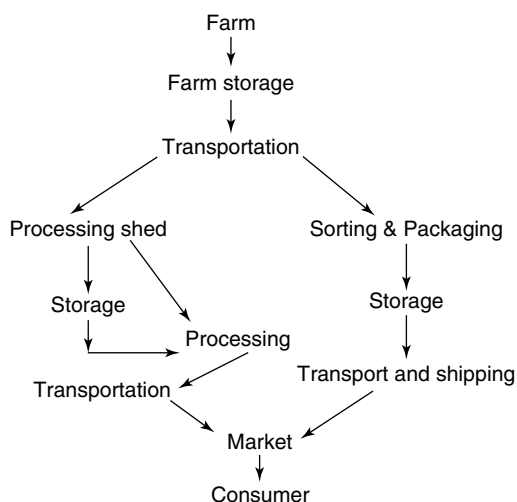 Farm
Farm storage
Transportation
Processing shed
Sorting & Packaging
Storage
Storage
Processing
Transportation
Transport and shipping
Market
Consumer